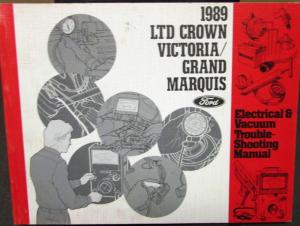 1989
LTD CROWN
VICTORIA/
GRAND
MARQUIS
Ford
Electrical &
Vacuum
Trouble-
Shooting
Manual